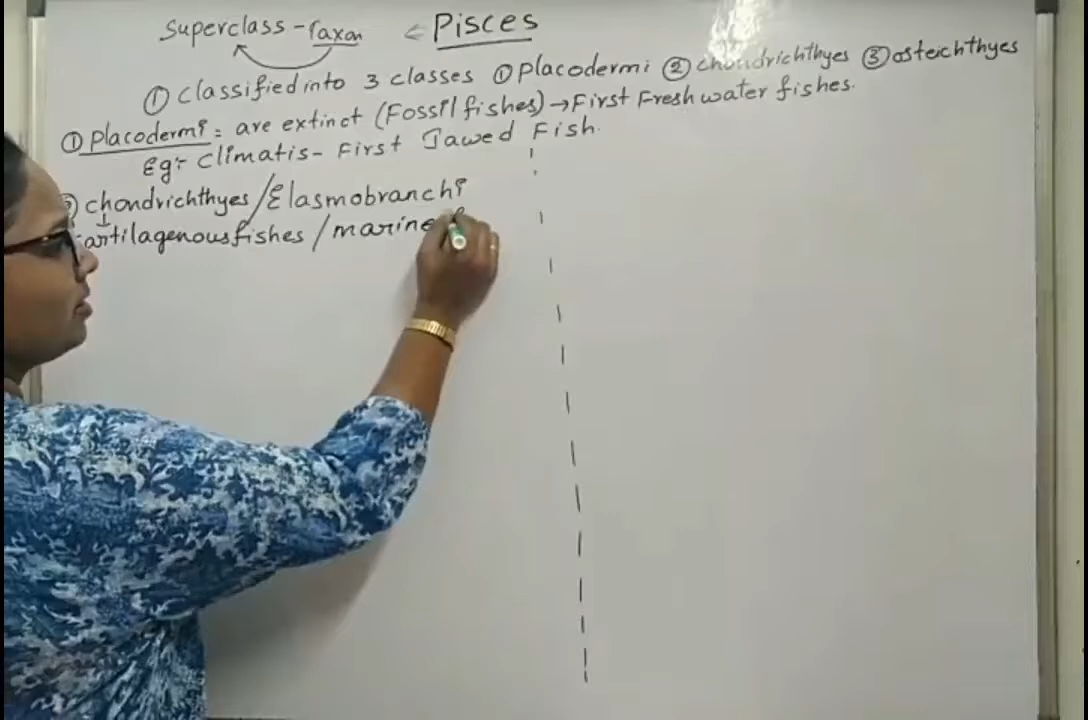 Superclass - Taxon ← Pisces
① Classified into 3 classes ① Placodermi ② chondrichthyes ③ osteichthyes
① Placodermi : are extinct (Fossil fishes) → First Fresh water fishes.
Eg:- Climatis - First Jawed Fish.
chondrichthyes / Elasmobranchi
cartilagenous fishes / marine